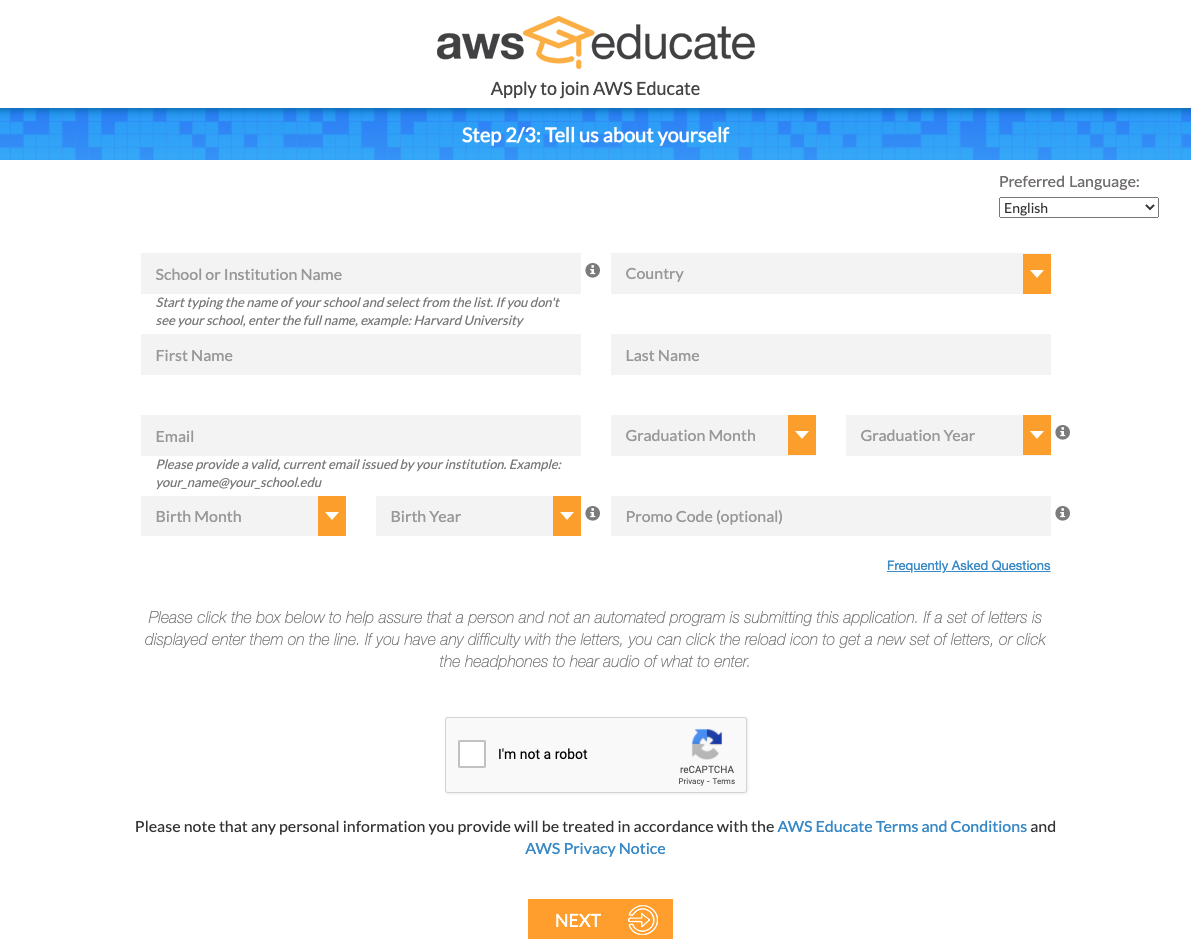 aws educate
Apply to join AWS Educate
Step 2/3: Tell us about yourself
Preferred Language:
English
School or Institution Name
Country
Start typing the name of your school and select from the list. If you don't
see your school, enter the full name, example: Harvard University
First Name
Last Name
Email
Graduation Month
Graduation Year
Please provide a valid, current email issued by your institution. Example:
your_name@your_school.edu
Birth Month
Birth Year
Promo Code (optional)
Frequently Asked Questions
Please click the box below to help assure that a person and not an automated program is submitting this application. If a set of letters is
displayed enter them on the line. If you have any difficulty with the letters, you can click the reload icon to get a new set of letters, or click
the headphones to hear audio of what to enter.
I'm not a robot
reCAPTCHA
Privacy - Terms
Please note that any personal information you provide will be treated in accordance with the AWS Educate Terms and Conditions and
AWS Privacy Notice
NEXT